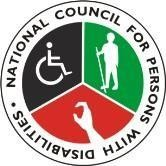 NATIONAL COUNCIL FOR PERSONS WITH DISABILITIES •